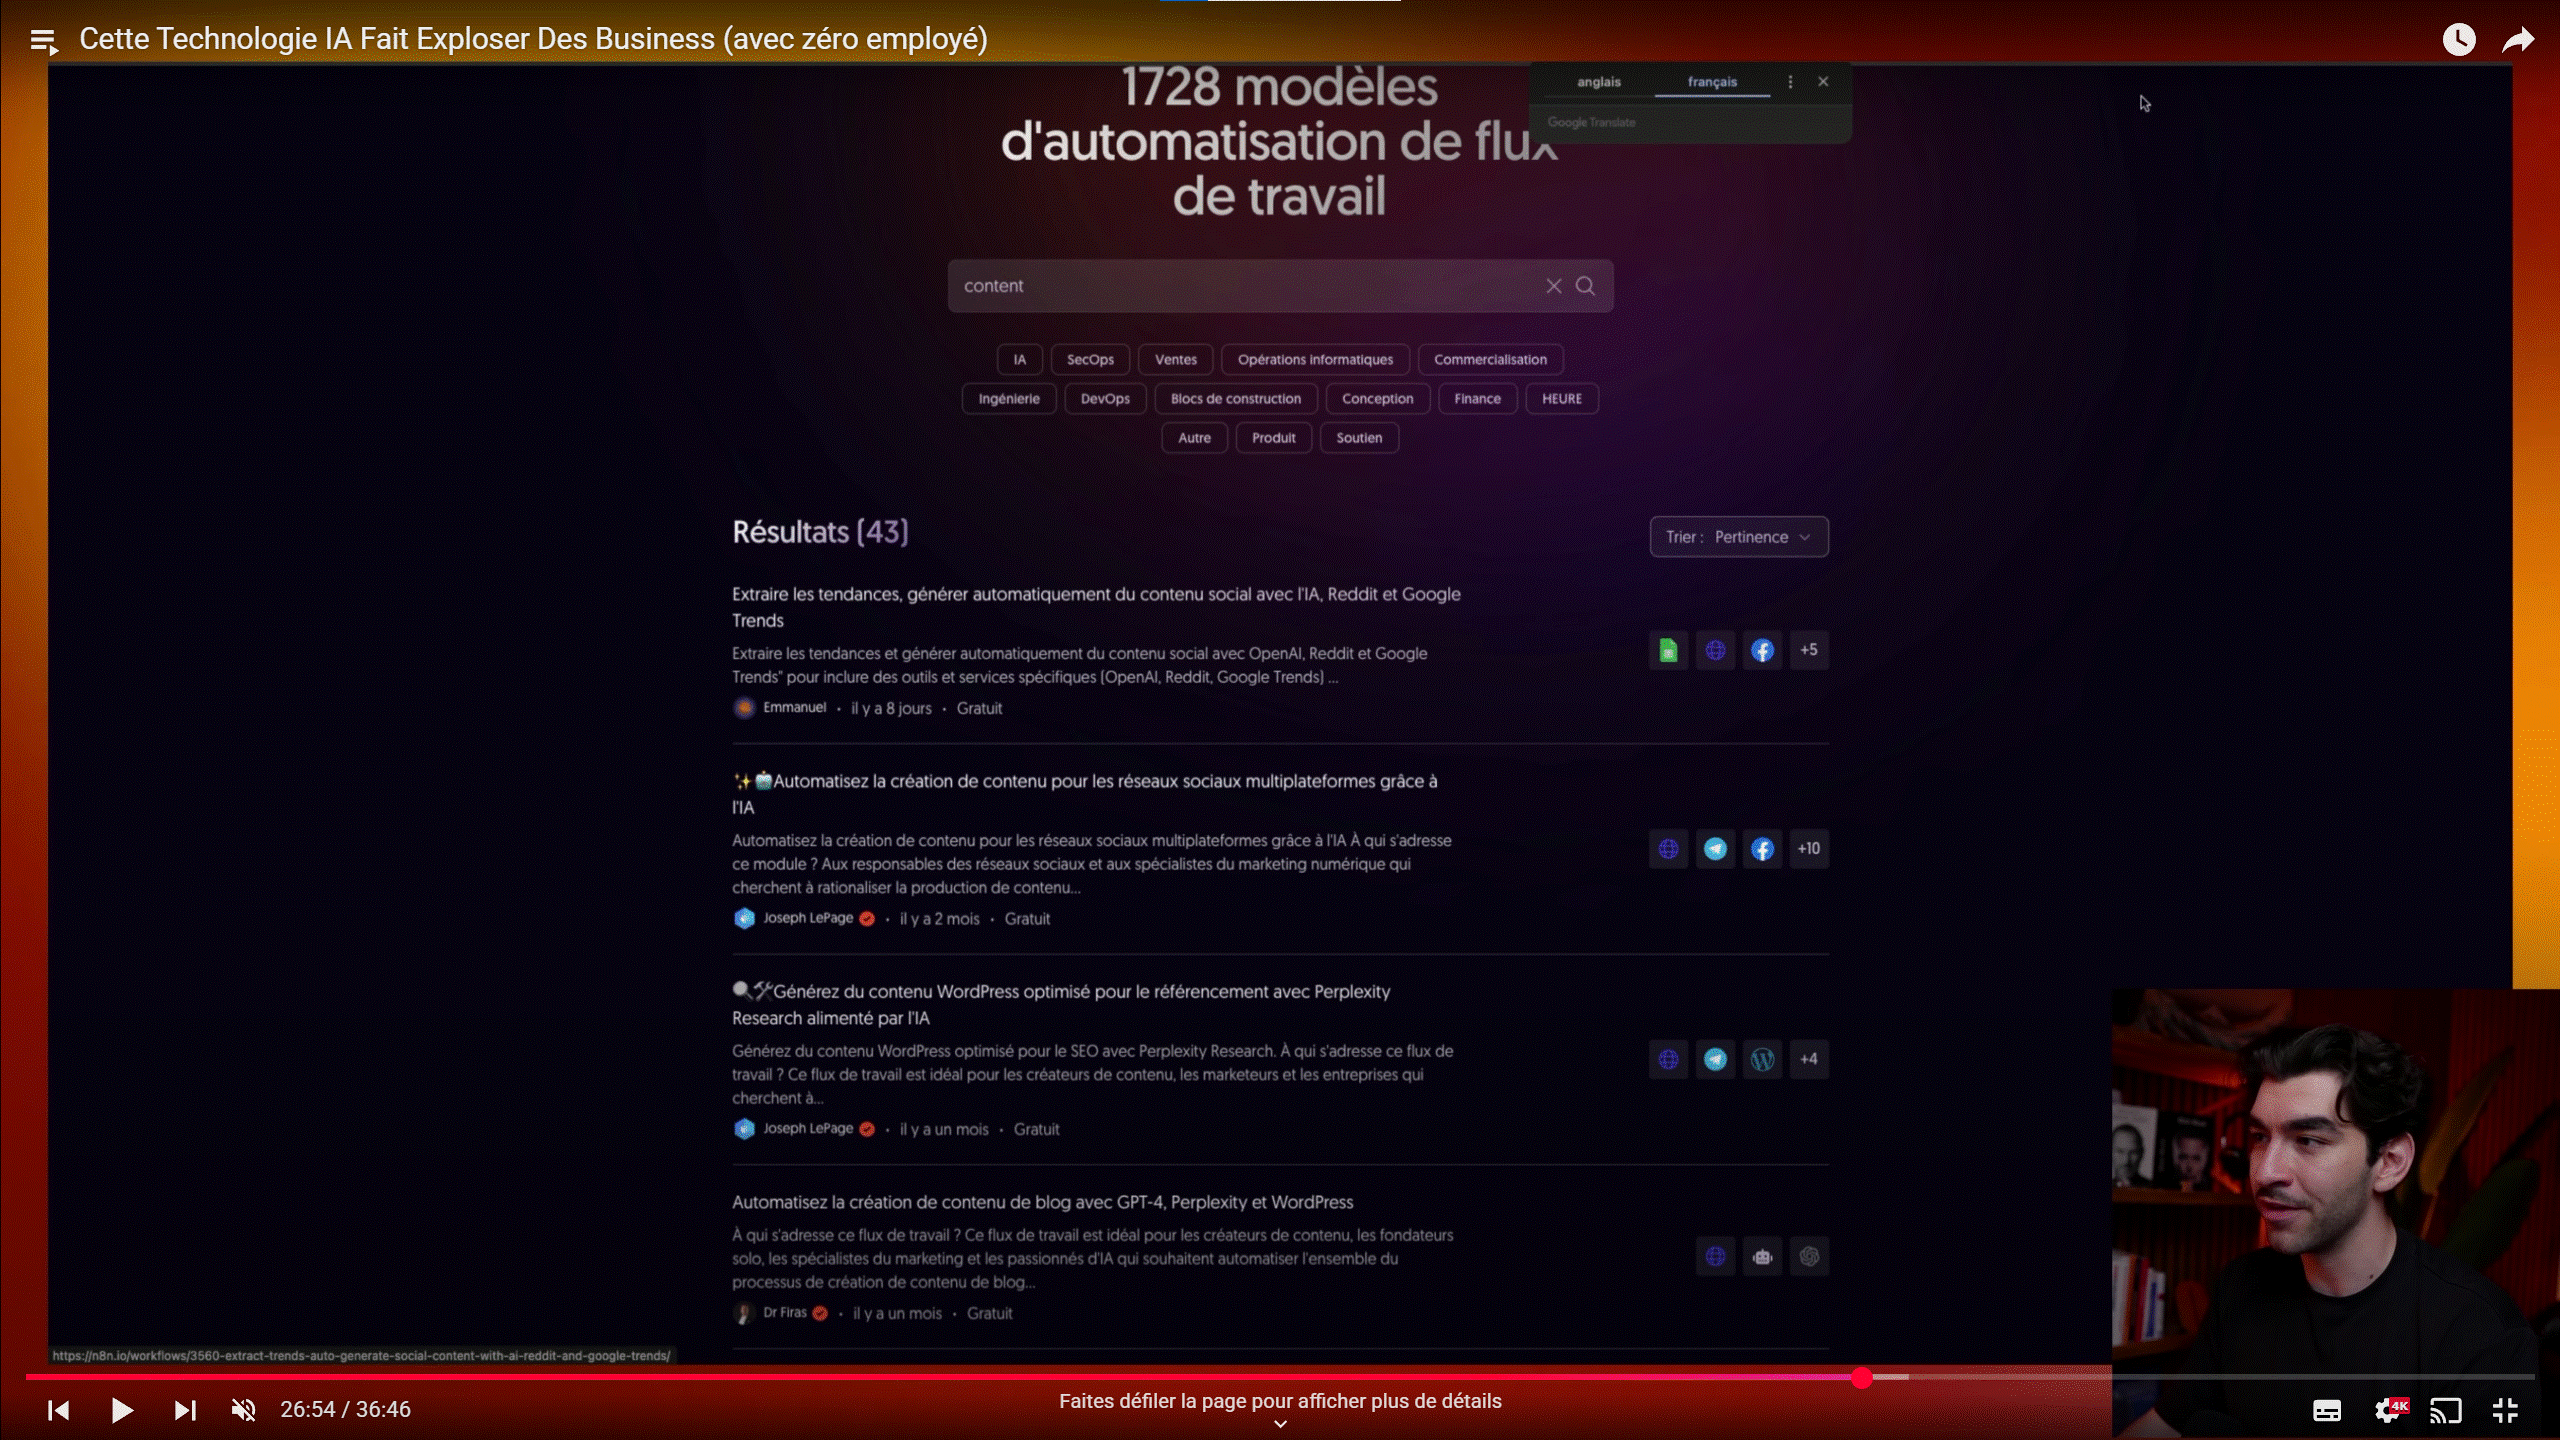 Cette Technologie IA Fait Exploser Des Business (avec zéro employé)
1728 modèles
d'automatisation de flux
de travail
anglais
français
Google Translate
content
IA
SecOps
Ventes
Opérations informatiques
Commercialisation
Ingénierie
DevOps
Blocs de construction
Conception
Finance
HEURE
Autre
Produit
Soutien
Résultats (43)
Trier : Pertinence
Extraire les tendances, générer automatiquement du contenu social avec l'IA, Reddit et Google
Trends
Extraire les tendances et générer automatiquement du contenu social avec OpenAI, Reddit et Google
Trends" pour inclure des outils et services spécifiques (OpenAI, Reddit, Google Trends) ...
+5
Emmanuel • il y a 8 jours • Gratuit
✨🤖Automatisez la création de contenu pour les réseaux sociaux multiplateformes grâce à
l'IA
Automatisez la création de contenu pour les réseaux sociaux multiplateformes grâce à l'IA À qui s'adresse
ce module ? Aux responsables des réseaux sociaux et aux spécialistes du marketing numérique qui
cherchent à rationaliser la production de contenu...
+10
Joseph LePage • il y a 2 mois • Gratuit
🔍🛠️Générez du contenu WordPress optimisé pour le référencement avec Perplexity
Research alimenté par l'IA
Générez du contenu WordPress optimisé pour le SEO avec Perplexity Research. À qui s'adresse ce flux de
travail ? Ce flux de travail est idéal pour les créateurs de contenu, les marketeurs et les entreprises qui
cherchent à...
+4
Joseph LePage • il y a un mois • Gratuit
Automatisez la création de contenu de blog avec GPT-4, Perplexity et WordPress
À qui s'adresse ce flux de travail ? Ce flux de travail est idéal pour les créateurs de contenu, les fondateurs
solo, les spécialistes du marketing et les passionnés d'IA qui souhaitent automatiser l'ensemble du
processus de création de contenu de blog...
Dr Firas • il y a un mois • Gratuit
https://n8n.io/workflows/3560-extract-trends-auto-generate-social-content-with-ai-reddit-and-google-trends/
26:54 / 36:46
Faites défiler la page pour afficher plus de détails
4K